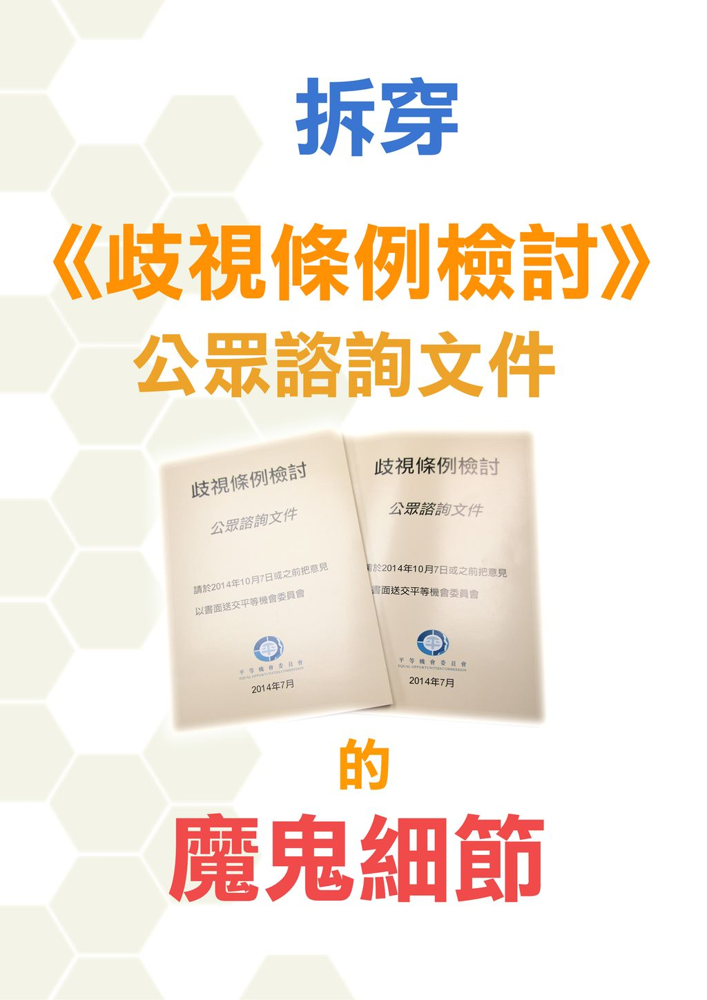 拆穿
《歧視條例檢討》
公眾諮詢文件
歧視條例檢討
公眾諮詢文件
請於2014年10月7日或之前把意見
以書面送交平等機會委員會
平等機會委員會
EQUAL OPPORTUNITIES COMMISSION
2014年7月
歧視條例檢討
公眾諮詢文件
請於2014年10月7日或之前把意見
書面送交平等機會委員會
平等機會委員會
EQUAL OPPORTUNITIES COMMISSION
2014年7月
的
魔鬼細節